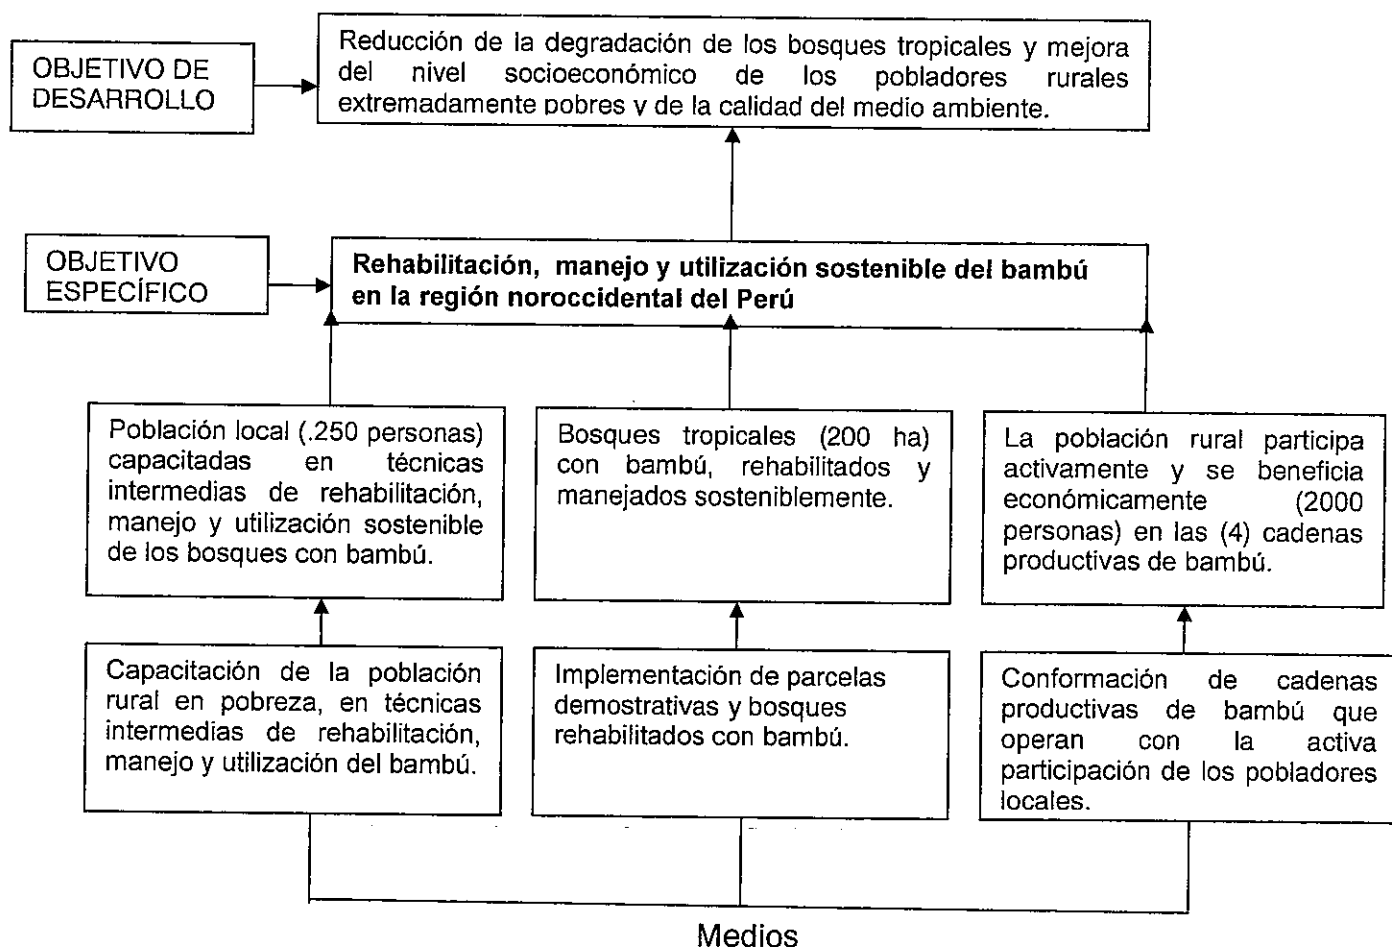 OBJETIVO DE
DESARROLLO
Reducción de la degradación de los bosques tropicales y mejora
del nivel socioeconómico de los pobladores rurales
extremadamente pobres y de la calidad del medio ambiente.
OBJETIVO
ESPECÍFICO
Rehabilitación, manejo y utilización sostenible del bambú
en la región noroccidental del Perú
Población local (.250 personas)
capacitadas en técnicas
intermedias de rehabilitación,
manejo y utilización sostenible
de los bosques con bambú.
Bosques tropicales (200 ha)
con bambú, rehabilitados y
manejados sosteniblemente.
La población rural participa
activamente y se beneficia
económicamente (2000
personas) en las (4) cadenas
productivas de bambú.
Capacitación de la población
rural en pobreza, en técnicas
intermedias de rehabilitación,
manejo y utilización del bambú.
Implementación de parcelas
demostrativas y bosques
rehabilitados con bambú.
Conformación de cadenas
productivas de bambú que
operan con la activa
participación de los pobladores
locales.
Medios